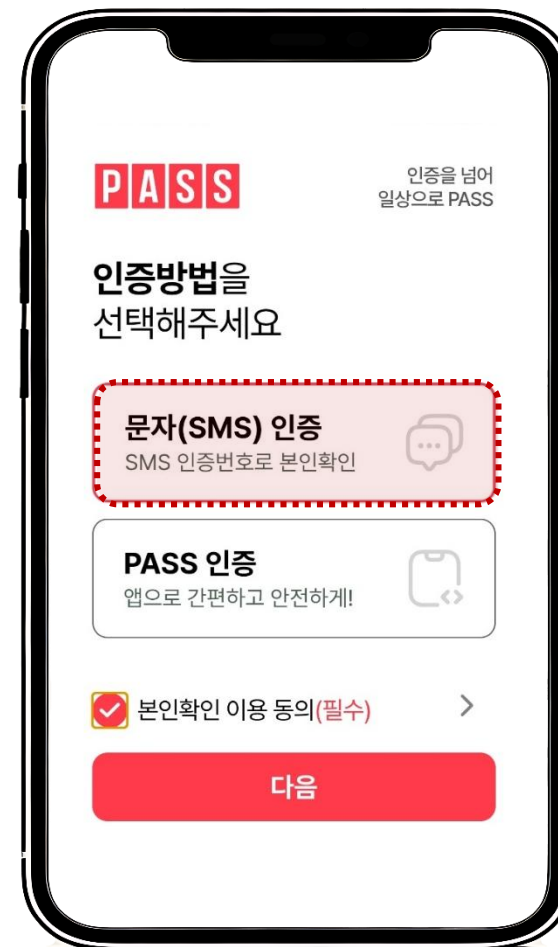 PASS
인증을 넘어
일상으로 PASS
인증방법을
선택해주세요
문자(SMS) 인증
SMS 인증번호로 본인확인
PASS 인증
앱으로 간편하고 안전하게!
본인확인 이용 동의(필수)
다음